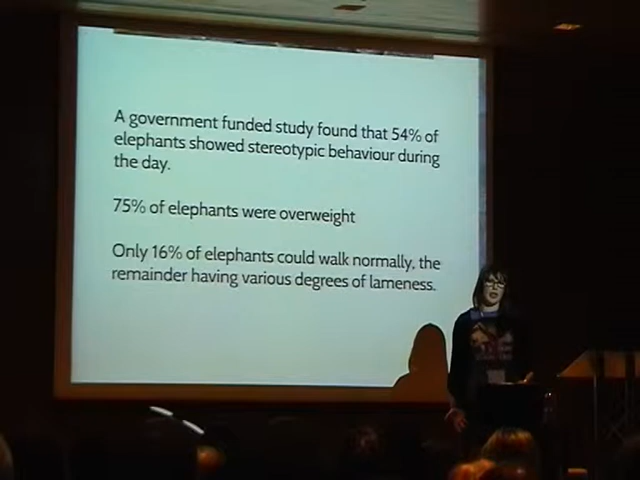 A government funded study found that 54% of
elephants showed stereotypic behaviour during
the day.
75% of elephants were overweight
Only 16% of elephants could walk normally, the
remainder having various degrees of lameness.